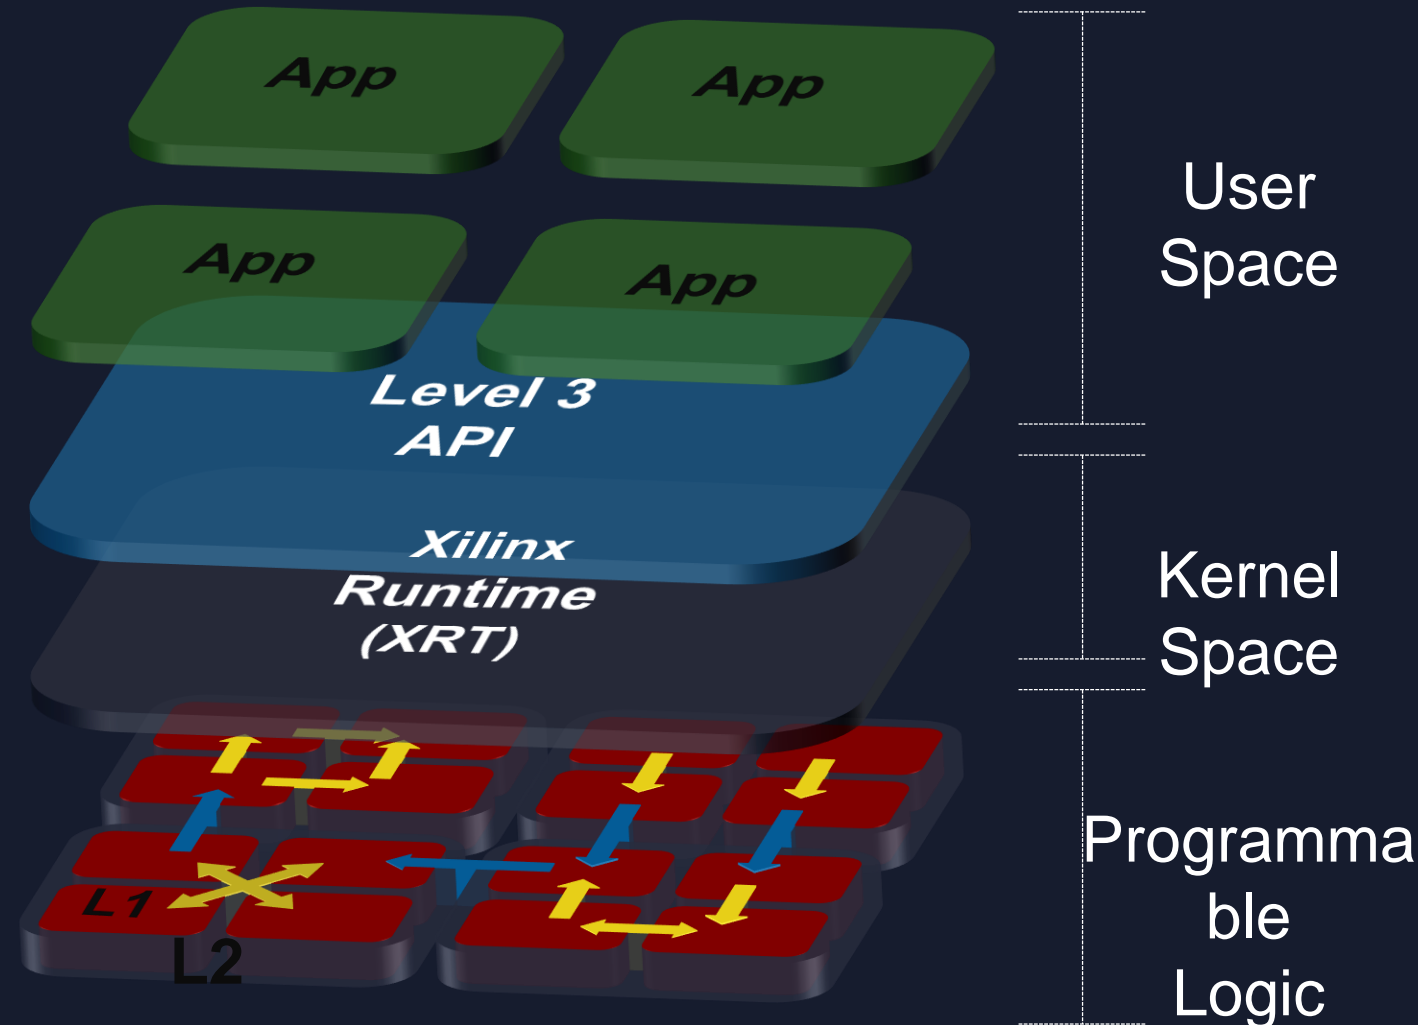 App
App
App
App
Level 3
API
Xilinx
Runtime
(XRT)
L1
L2
User
Space
Kernel
Space
Programma
ble
Logic